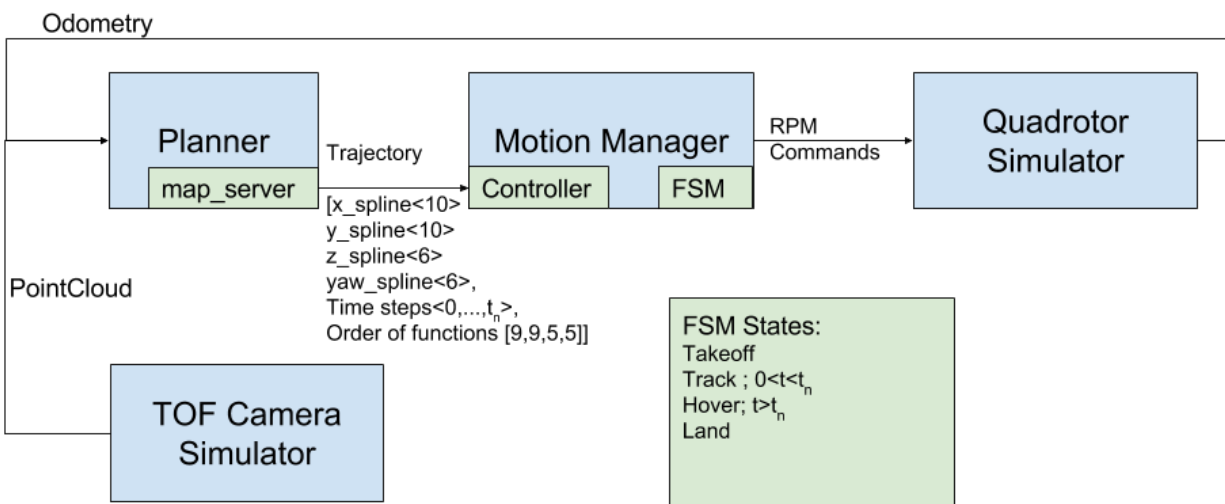 Odometry
Planner
map_server
Trajectory
[x_spline<10>
y_spline<10>
z_spline<6>
yaw_spline<6>,
Time steps<0,...,tn>,
Order of functions [9,9,5,5]]
Motion Manager
Controller
FSM
RPM
Commands
Quadrotor
Simulator
PointCloud
TOF Camera
Simulator
FSM States:
Takeoff
Track ; 0<t<tn
Hover; t>tn
Land